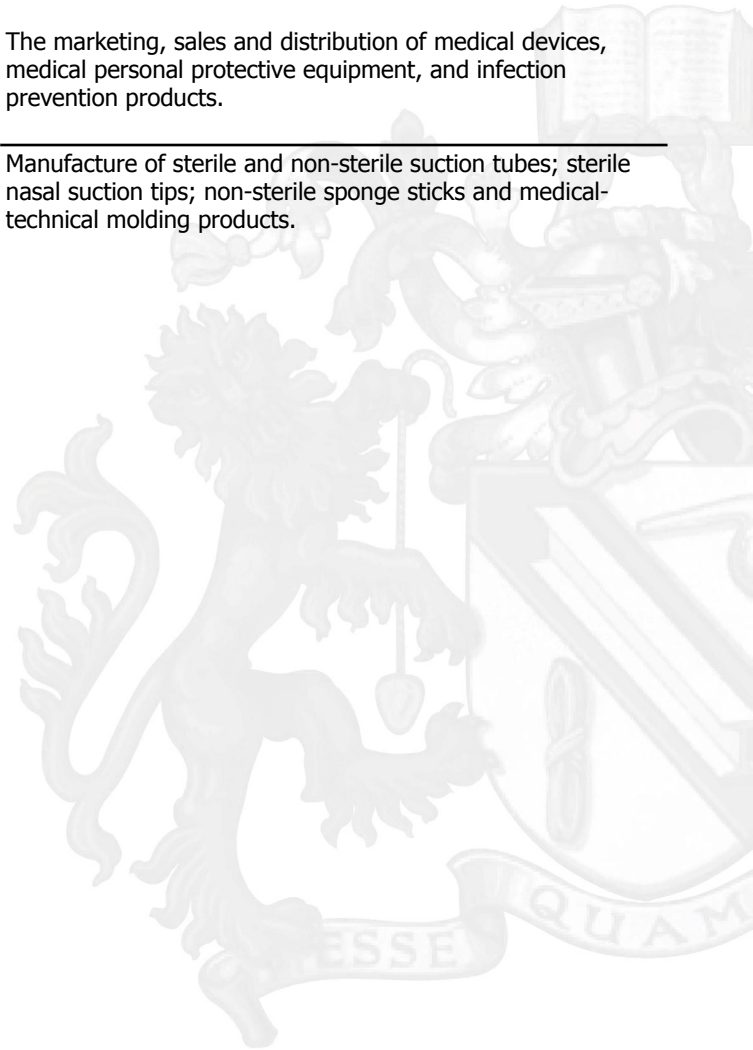 The marketing, sales and distribution of medical devices,
medical personal protective equipment, and infection
prevention products.
Manufacture of sterile and non-sterile suction tubes; sterile
nasal suction tips; non-sterile sponge sticks and medical-
technical molding products.
ESSE QUAM